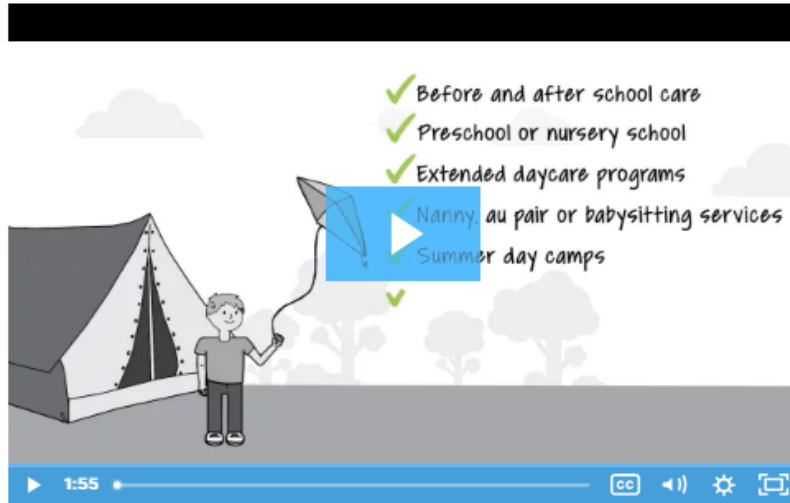 Before and after school care
Preschool or nursery school
Extended daycare programs
Nanny, au pair or babysitting services
Summer day camps
1:55
CC